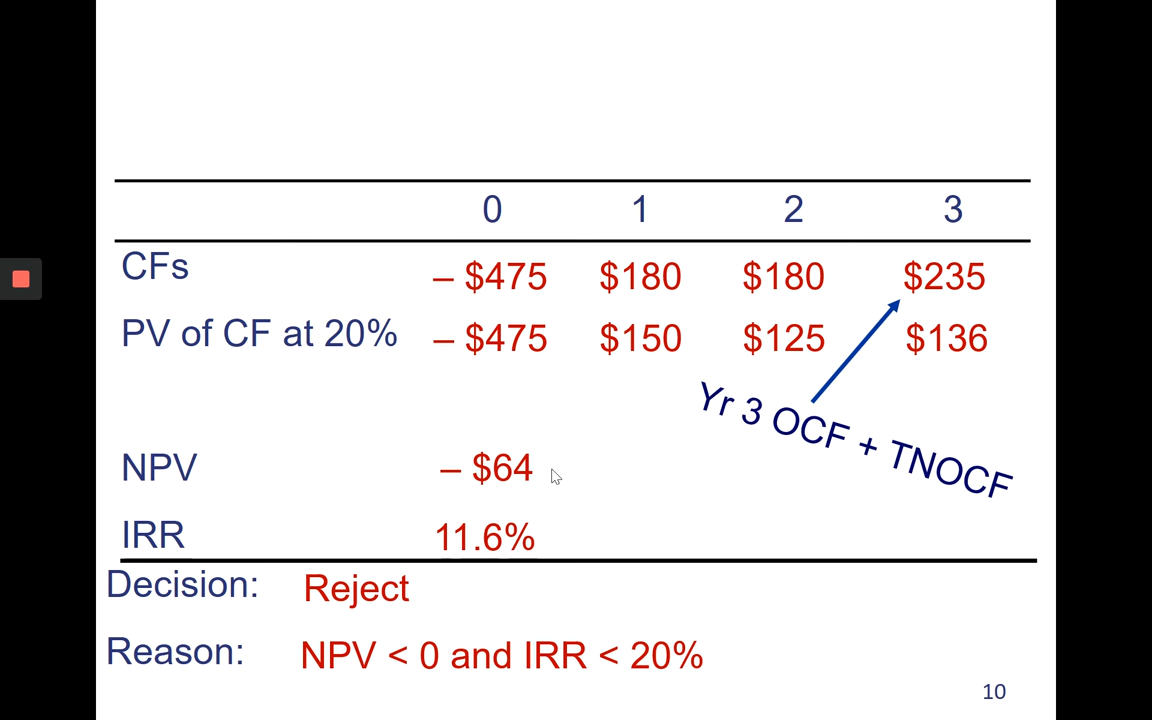 0 1 2 3
CFs – $475 $180 $180 $235
PV of CF at 20% – $475 $150 $125 $136
Yr 3 OCF + TNOCF
NPV – $64
IRR 11.6%
Decision: Reject
Reason: NPV < 0 and IRR < 20%
10